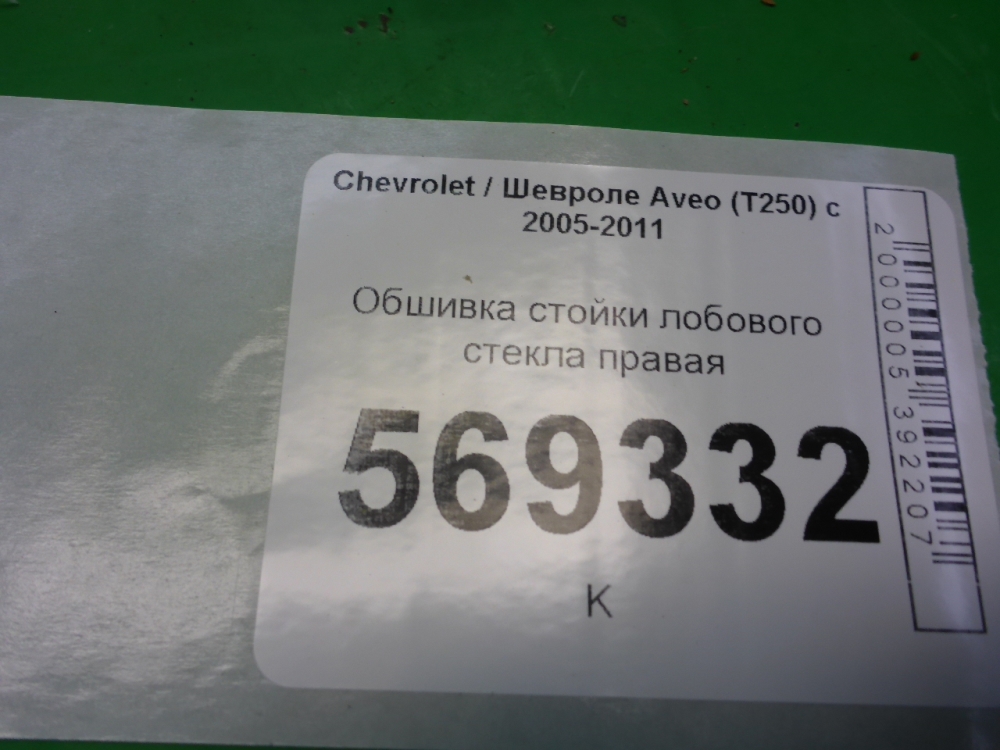 Chevrolet / Шевроле Aveo (T250) с
2005-2011
Обшивка стойки лобового
стекла правая
569332
К
2000005392207